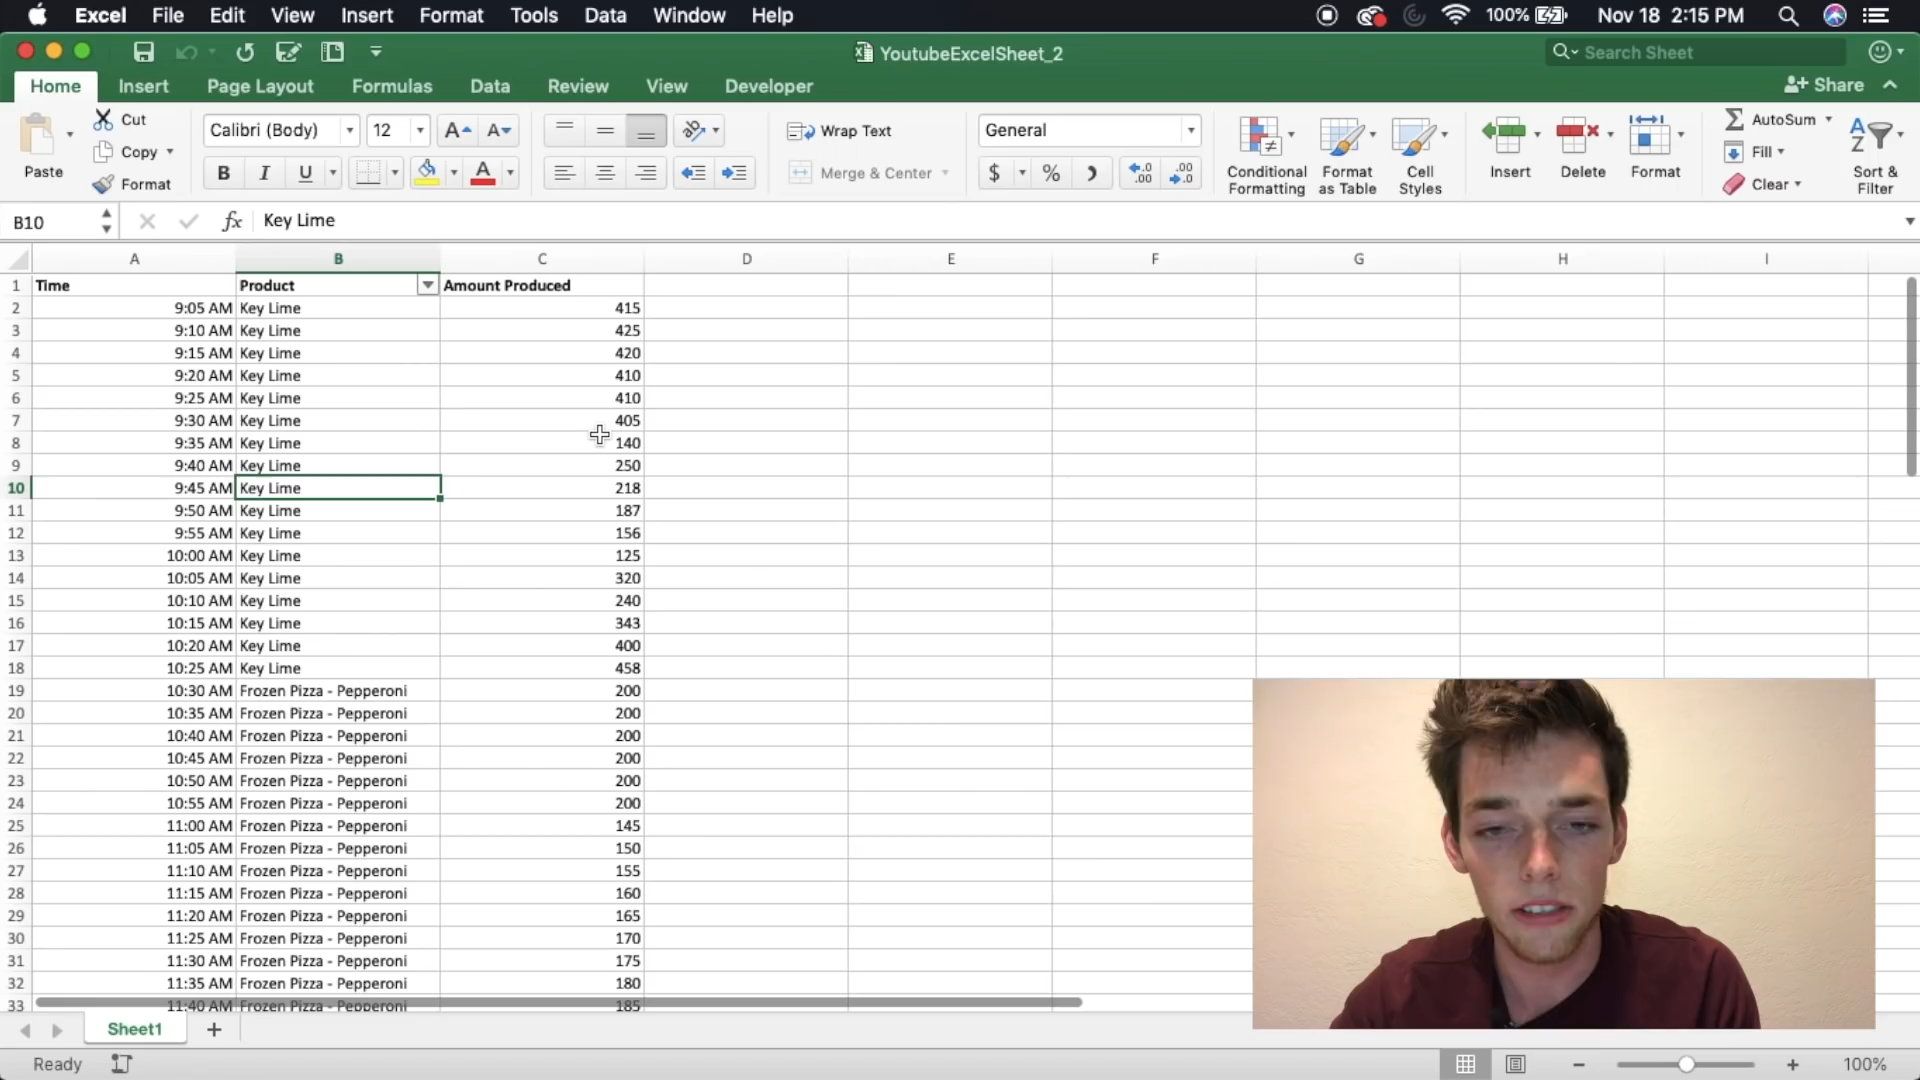 Excel File Edit View Insert Format Tools Data Window Help 100% Nov 18 2:15 PM
YoutubeExcelSheet_2 Search Sheet
Home Insert Page Layout Formulas Data Review View Developer Share
Paste Cut Copy Format
Calibri (Body) 12 A A
B I U A
Wrap Text
Merge & Center
General
$ % .0 .00 .00 .0
Conditional Formatting
Format as Table
Cell Styles
Insert Delete Format
AutoSum
Fill
Clear
A Z
Sort & Filter
B10 fx Key Lime
A B C D E F G H I
1 Time Product Amount Produced
2 9:05 AM Key Lime 415
3 9:10 AM Key Lime 425
4 9:15 AM Key Lime 420
5 9:20 AM Key Lime 410
6 9:25 AM Key Lime 410
7 9:30 AM Key Lime 405
8 9:35 AM Key Lime 140
9 9:40 AM Key Lime 250
10 9:45 AM Key Lime 218
11 9:50 AM Key Lime 187
12 9:55 AM Key Lime 156
13 10:00 AM Key Lime 125
14 10:05 AM Key Lime 320
15 10:10 AM Key Lime 240
16 10:15 AM Key Lime 343
17 10:20 AM Key Lime 400
18 10:25 AM Key Lime 458
19 10:30 AM Frozen Pizza - Pepperoni 200
20 10:35 AM Frozen Pizza - Pepperoni 200
21 10:40 AM Frozen Pizza - Pepperoni 200
22 10:45 AM Frozen Pizza - Pepperoni 200
23 10:50 AM Frozen Pizza - Pepperoni 200
24 10:55 AM Frozen Pizza - Pepperoni 200
25 11:00 AM Frozen Pizza - Pepperoni 145
26 11:05 AM Frozen Pizza - Pepperoni 150
27 11:10 AM Frozen Pizza - Pepperoni 155
28 11:15 AM Frozen Pizza - Pepperoni 160
29 11:20 AM Frozen Pizza - Pepperoni 165
30 11:25 AM Frozen Pizza - Pepperoni 170
31 11:30 AM Frozen Pizza - Pepperoni 175
32 11:35 AM Frozen Pizza - Pepperoni 180
33 11:40 AM Frozen Pizza - Pepperoni 185
Sheet1 +
Ready 100%